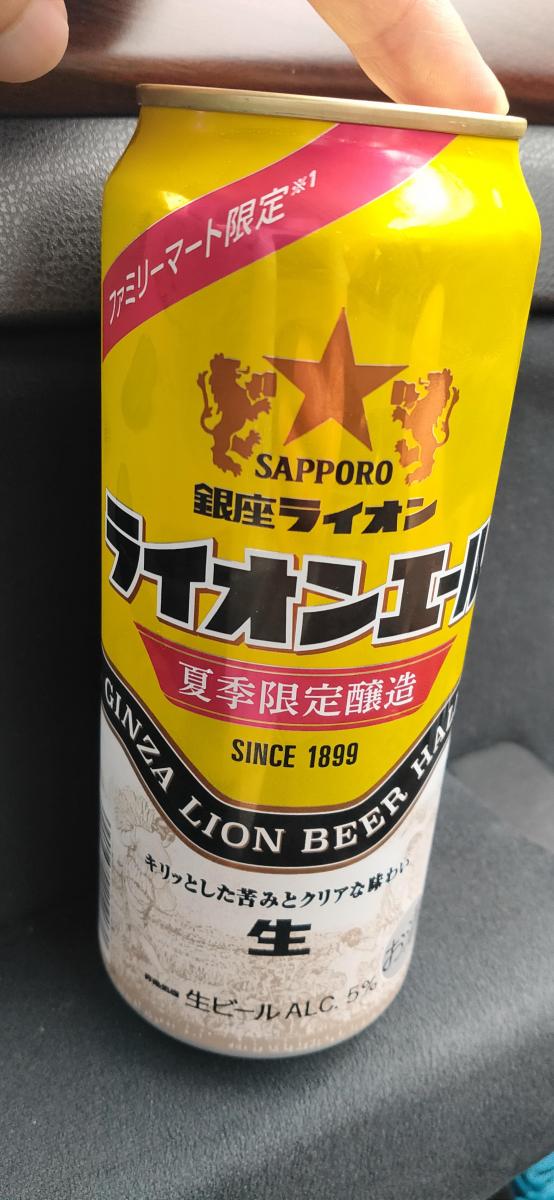 ファミリーマート限定※1
SAPPORO
銀座ライオン
ライオンエール
夏季限定醸造
SINCE 1899
GINZA LION BEER HALL
キリッとした苦みとクリアな味わい
生
生ビール ALC. 5%